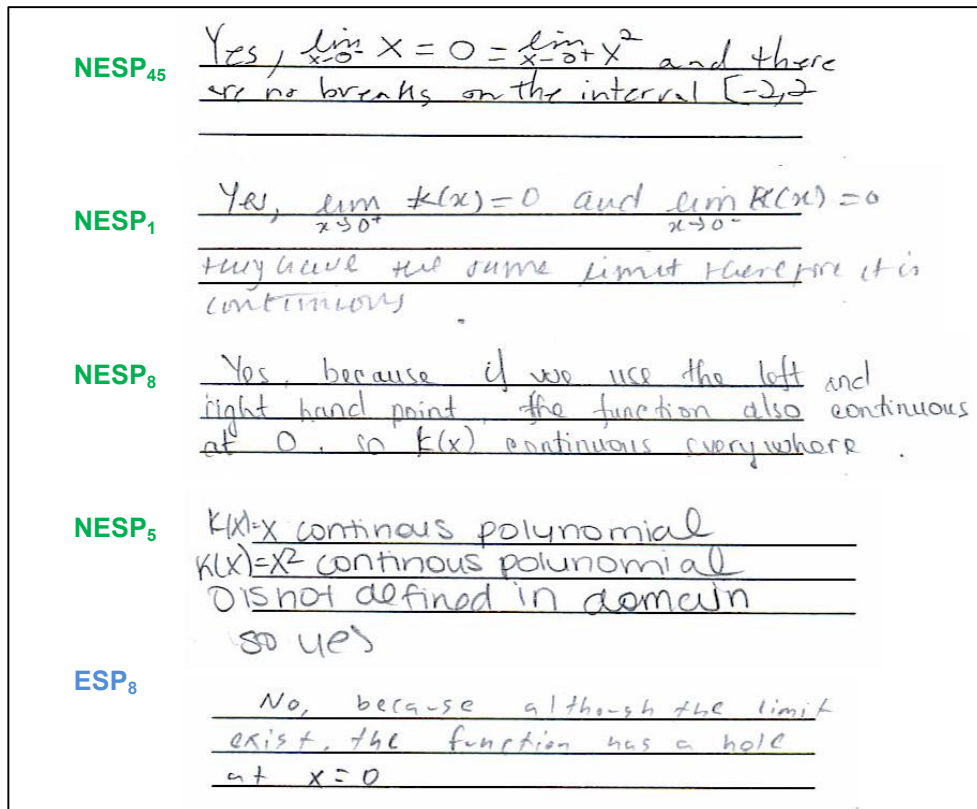 NESP₄₅
Yes, lim x→0⁻ x = 0 = lim x→0⁺ x² and there
are no breaks on the interval [-2,2
NESP₁
Yes, lim x→0⁺ k(x)=0 and lim x→0⁻ k(x)=0
they have the same limit therefore it is
continuous
NESP₈
Yes, because if we use the left and
right hand point, the function also continuous
at 0. so k(x) continuous everywhere.
NESP₅
K(x)=x continous polynomial
K(x)=x² continous polunomial
0 is not defined in domain
so yes
ESP₈
No, because although the limit
exist, the function has a hole
at x=0